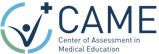 CAME
Center of Assessment in
Medical Education